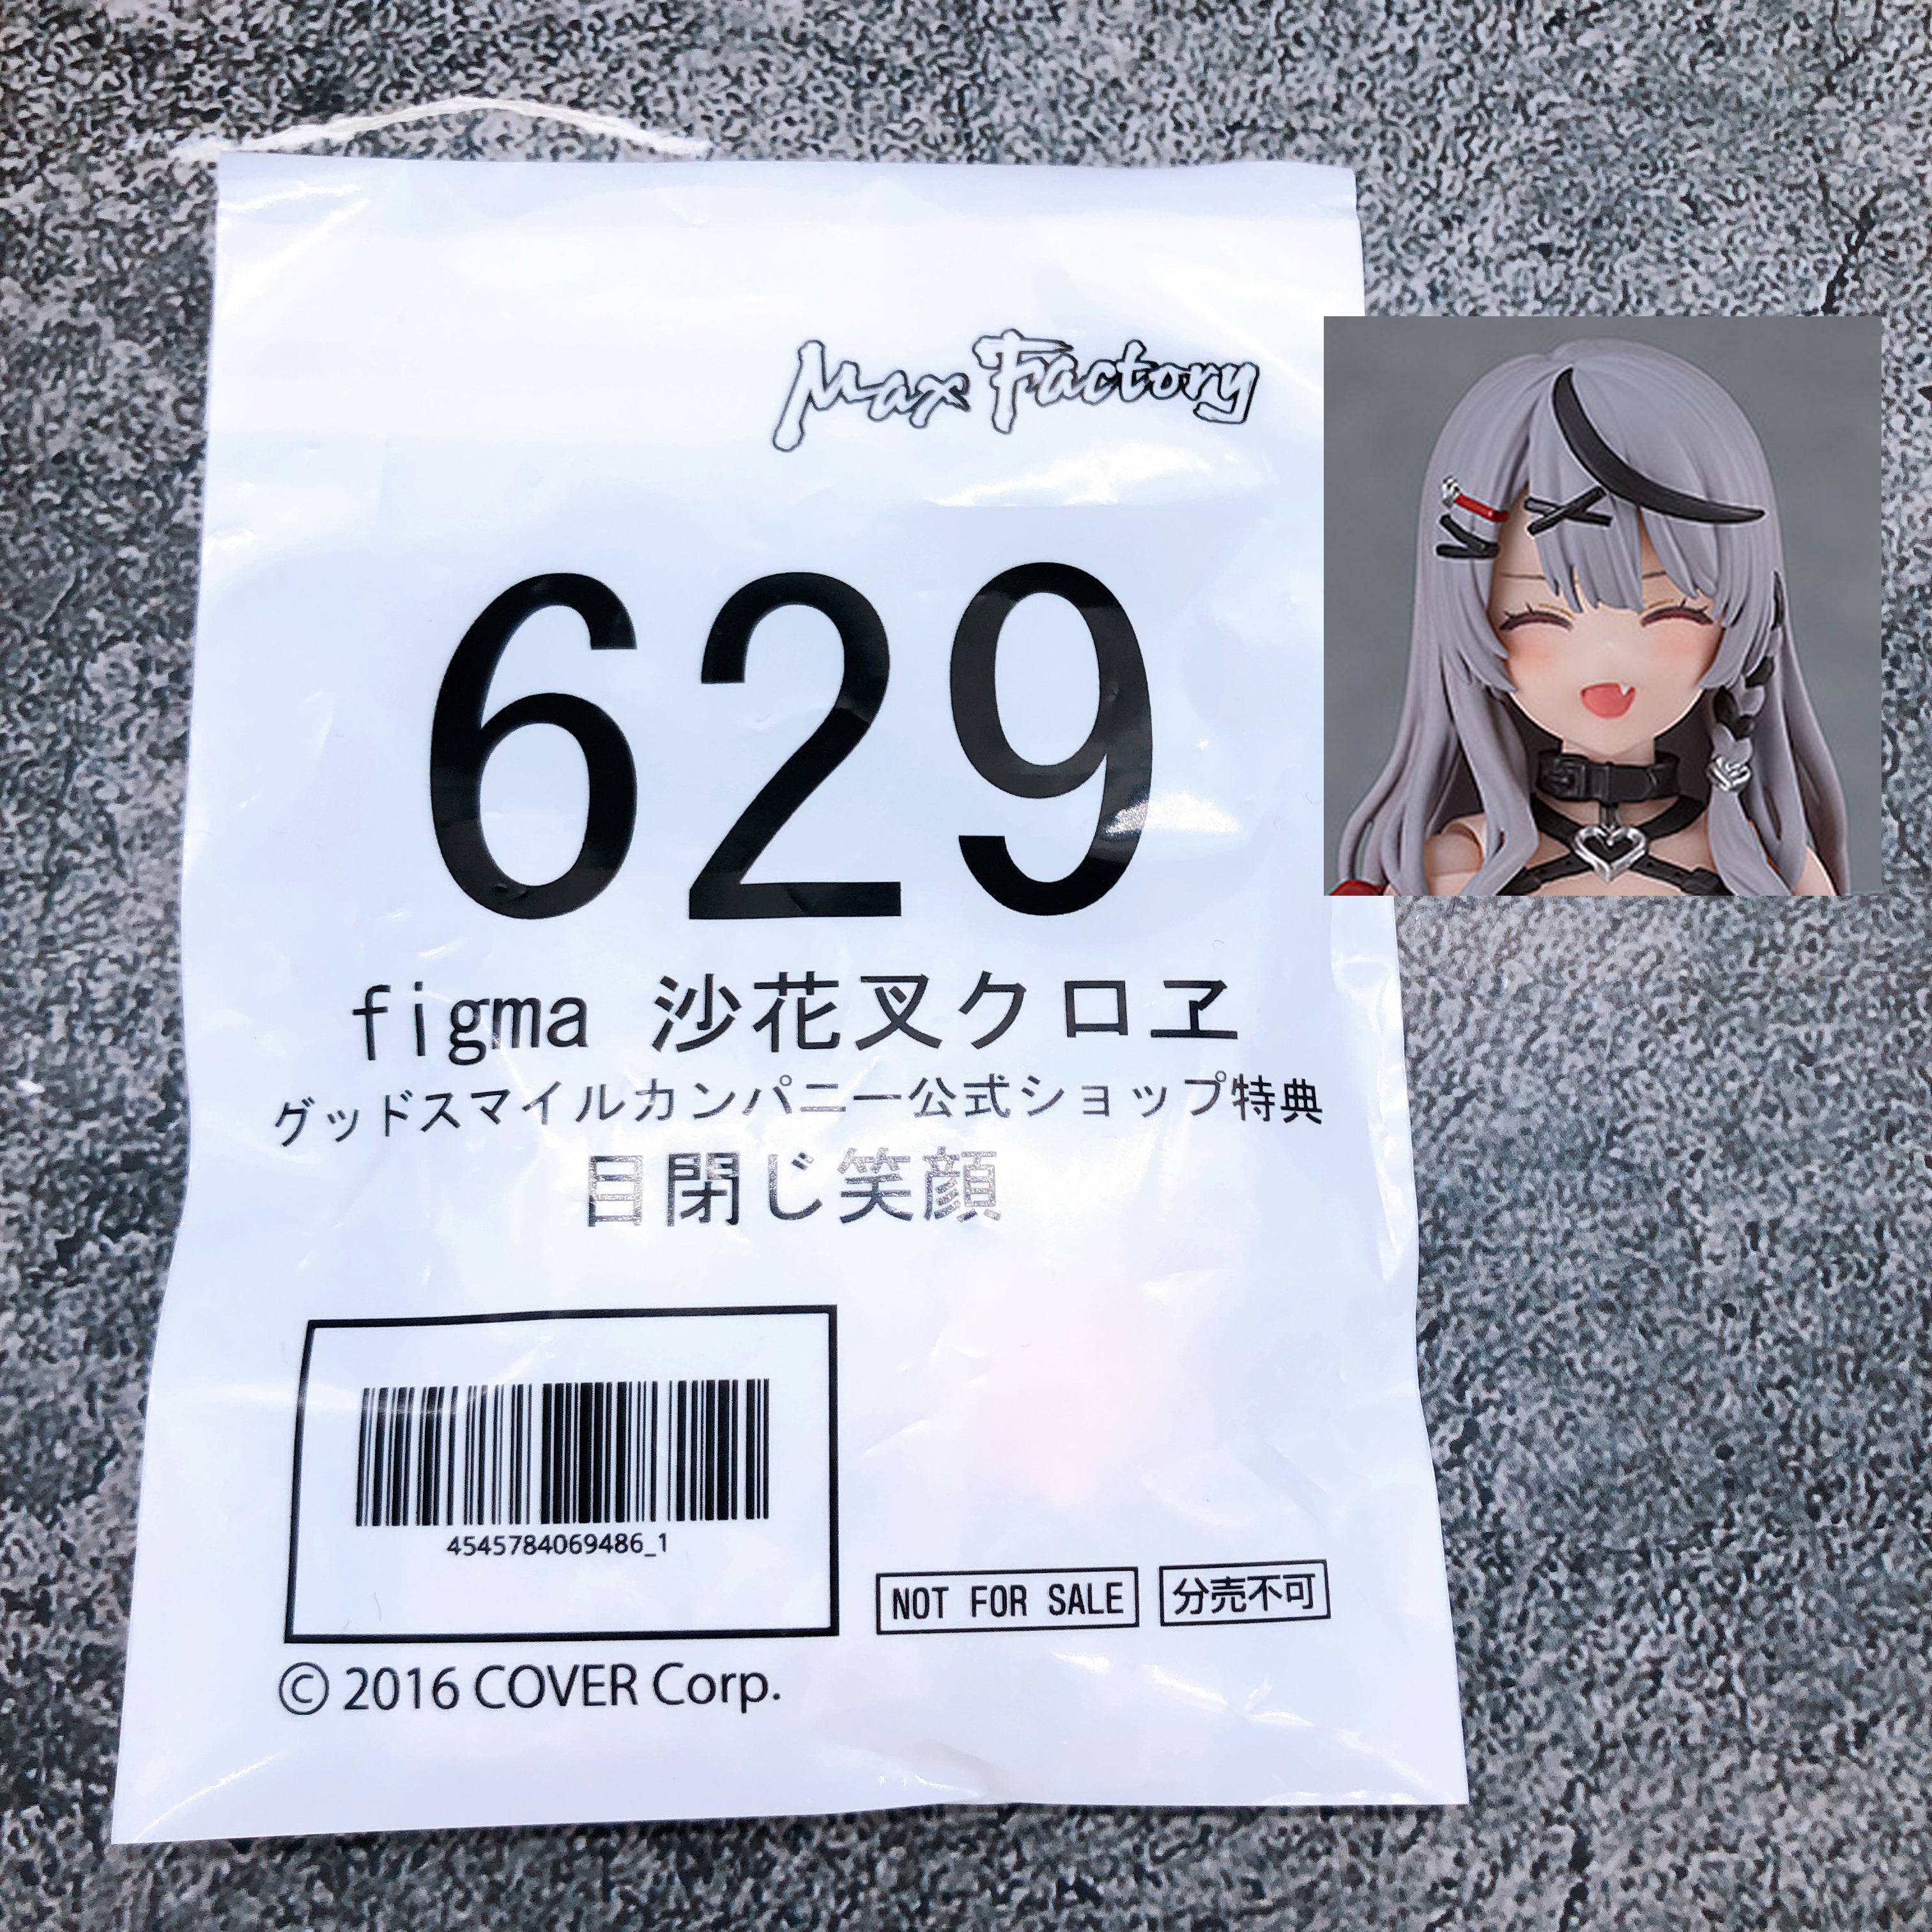 Max Factory
629
figma 沙花叉クロヱ
グッドスマイルカンパニー公式ショップ特典
目閉じ笑顔
4545784069486_1
NOT FOR SALE 分売不可
© 2016 COVER Corp.